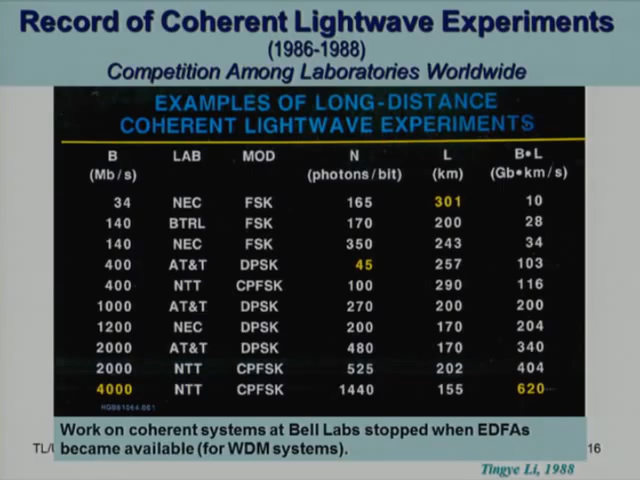 Record of Coherent Lightwave Experiments
(1986-1988)
Competition Among Laboratories Worldwide
EXAMPLES OF LONG-DISTANCE
COHERENT LIGHTWAVE EXPERIMENTS
B LAB MOD N L B•L
(Mb/s) (photons/bit) (km) (Gb•km/s)
34 NEC FSK 165 301 10
140 BTRL FSK 170 200 28
140 NEC FSK 350 243 34
400 AT&T DPSK 45 257 103
400 NTT CPFSK 100 290 116
1000 AT&T DPSK 270 200 200
1200 NEC DPSK 200 170 204
2000 AT&T DPSK 480 170 340
2000 NTT CPFSK 525 202 404
4000 NTT CPFSK 1440 155 620
Work on coherent systems at Bell Labs stopped when EDFAs
became available (for WDM systems).
16
Tingye Li, 1988